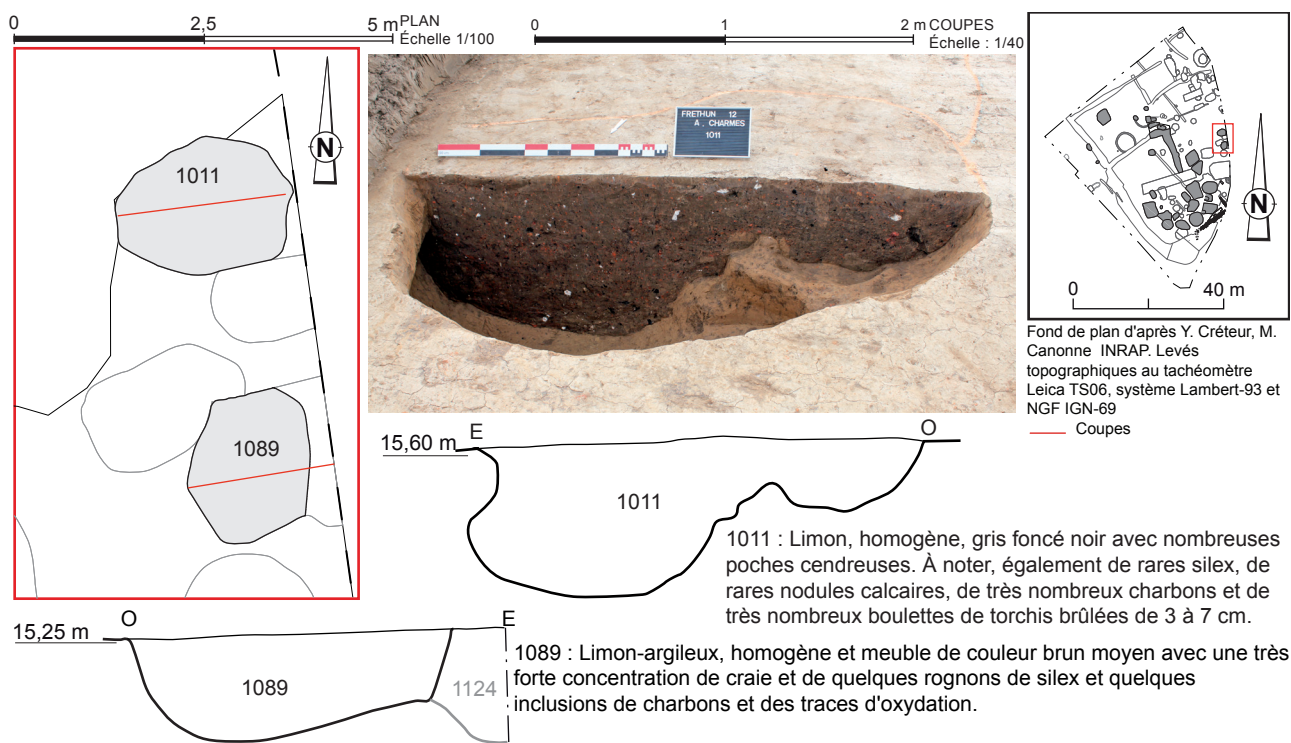 0 2,5 5 m PLAN
Échelle 1/100
0 1 2 m COUPES
Échelle : 1/40
N
1011
1089
FRETHUN 12
A. CHARMES
1011
N
0 40 m
Fond de plan d'après Y. Créteur, M.
Canonne INRAP. Levés
topographiques au tachéomètre
Leica TS06, système Lambert-93 et
NGF IGN-69
Coupes
E O
15,60 m
1011
1011 : Limon, homogène, gris foncé noir avec nombreuses
poches cendreuses. À noter, également de rares silex, de
rares nodules calcaires, de très nombreux charbons et de
très nombreux boulettes de torchis brûlées de 3 à 7 cm.
O E
15,25 m
1089
1124
1089 : Limon-argileux, homogène et meuble de couleur brun moyen avec une très
forte concentration de craie et de quelques rognons de silex et quelques
inclusions de charbons et des traces d'oxydation.